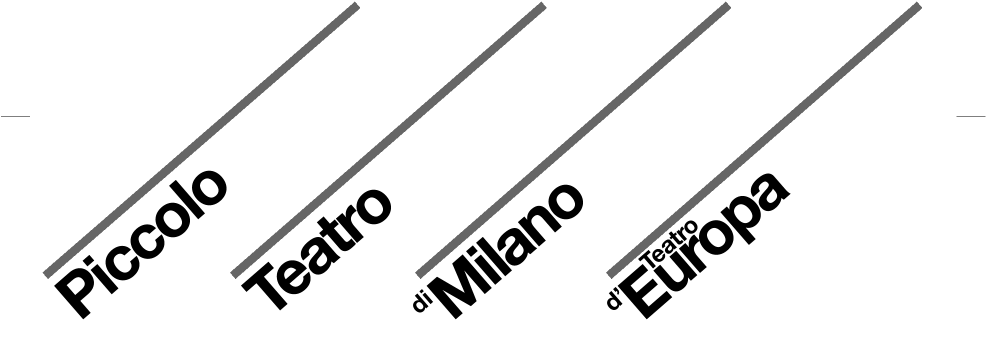 Piccolo
Teatro
di Milano
Teatro
d'Europa